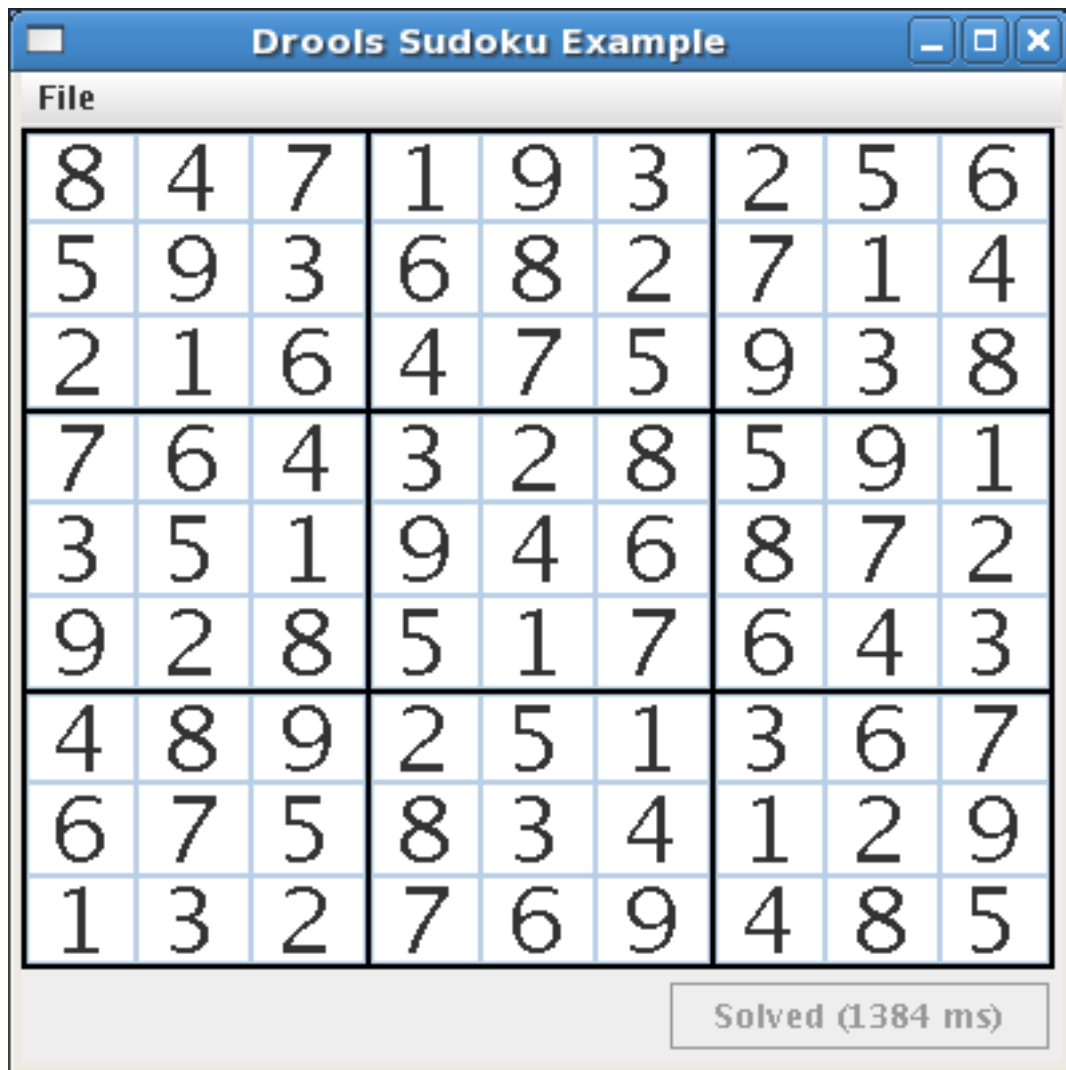 Drools Sudoku Example
File
8 4 7 1 9 3 2 5 6
5 9 3 6 8 2 7 1 4
2 1 6 4 7 5 9 3 8
7 6 4 3 2 8 5 9 1
3 5 1 9 4 6 8 7 2
9 2 8 5 1 7 6 4 3
4 8 9 2 5 1 3 6 7
6 7 5 8 3 4 1 2 9
1 3 2 7 6 9 4 8 5
Solved (1384 ms)